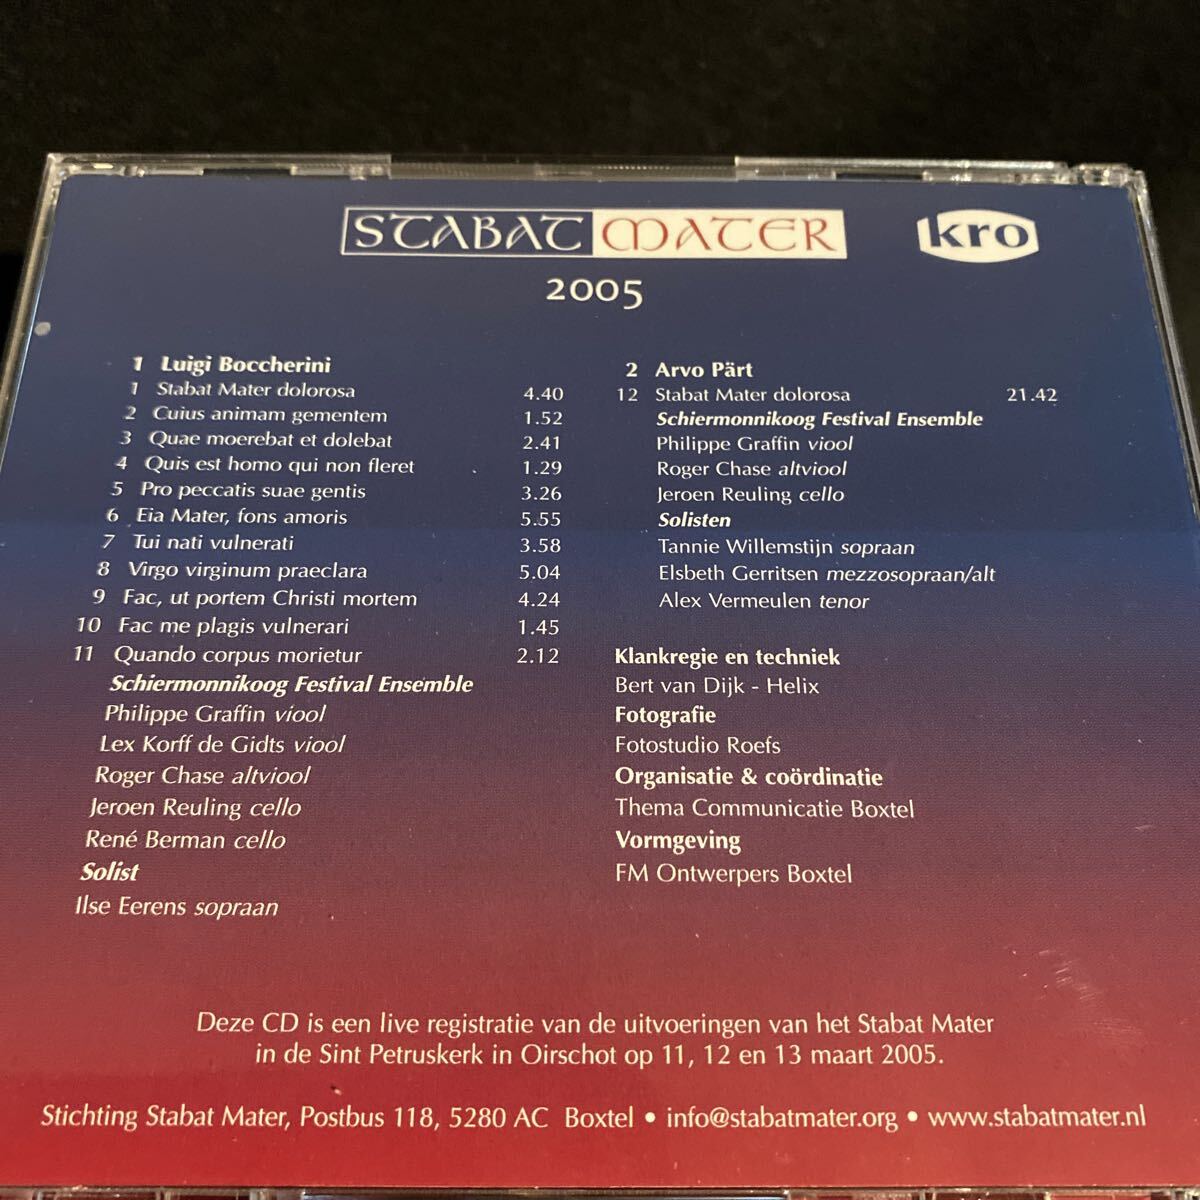 STABAT MATER
kro
2005
1 Luigi Boccherini
1 Stabat Mater dolorosa 4.40
2 Cuius animam gementem 1.52
3 Quae moerebat et dolebat 2.41
4 Quis est homo qui non fleret 1.29
5 Pro peccatis suae gentis 3.26
6 Eia Mater, fons amoris 5.55
7 Tui nati vulnerati 3.58
8 Virgo virginum praeclara 5.04
9 Fac, ut portem Christi mortem 4.24
10 Fac me plagis vulnerari 1.45
11 Quando corpus morietur 2.12
Schiermonnikoog Festival Ensemble
Philippe Graffin viool
Lex Korff de Gidts viool
Roger Chase altviool
Jeroen Reuling cello
René Berman cello
Solist
Ilse Eerens sopraan
2 Arvo Pärt
12 Stabat Mater dolorosa 21.42
Schiermonnikoog Festival Ensemble
Philippe Graffin viool
Roger Chase altviool
Jeroen Reuling cello
Solisten
Tannie Willemstijn sopraan
Elsbeth Gerritsen mezzosopraan/alt
Alex Vermeulen tenor
Klankregie en techniek
Bert van Dijk - Helix
Fotografie
Fotostudio Roefs
Organisatie & coördinatie
Thema Communicatie Boxtel
Vormgeving
FM Ontwerpers Boxtel
Deze CD is een live registratie van de uitvoeringen van het Stabat Mater
in de Sint Petruskerk in Oirschot op 11, 12 en 13 maart 2005.
Stichting Stabat Mater, Postbus 118, 5280 AC Boxtel • info@stabatmater.org • www.stabatmater.nl